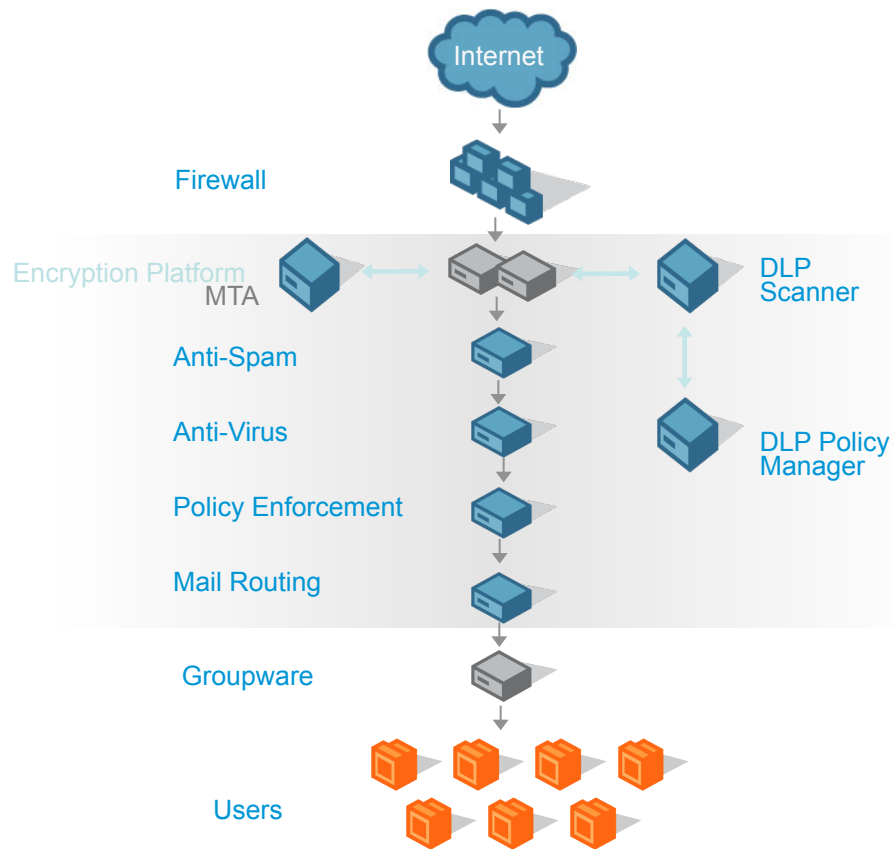 Internet
Firewall
Encryption Platform
MTA
DLP
Scanner
Anti-Spam
Anti-Virus
DLP Policy
Manager
Policy Enforcement
Mail Routing
Groupware
Users